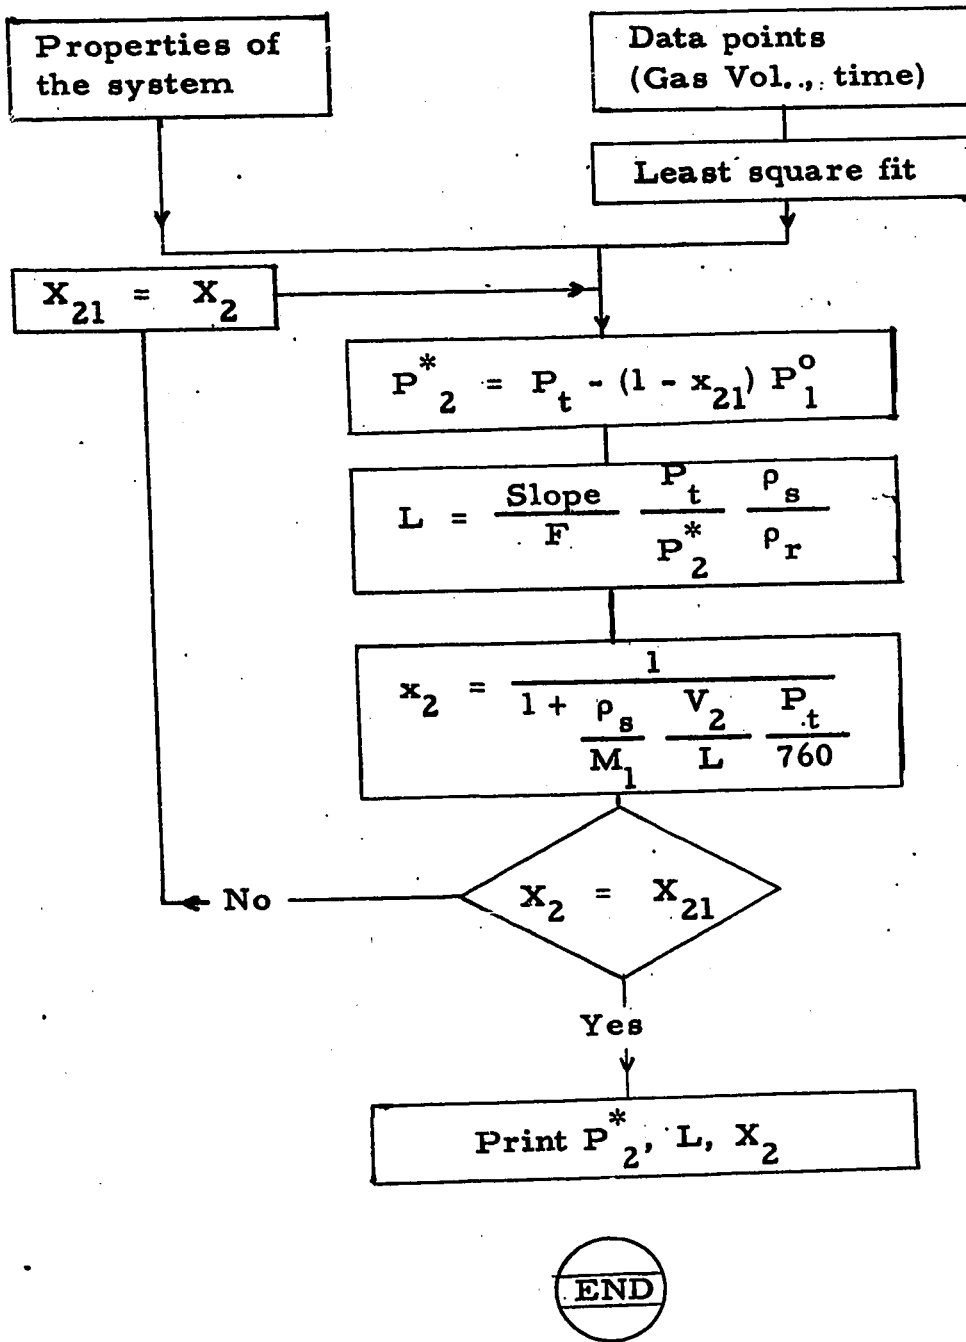 Properties of
the system
Data points
(Gas Vol., time)
Least square fit
X₂₁ = X₂
P*₂ = Pₜ - (1 - x₂₁) P₁⁰
L = Slope/F Pₜ/P*₂ ρₛ/ρᵣ
x₂ = 1/(1 + ρₛ/M₁ V₂/L Pₜ/760)
X₂ = X₂₁
No
Yes
Print P*₂, L, X₂
END